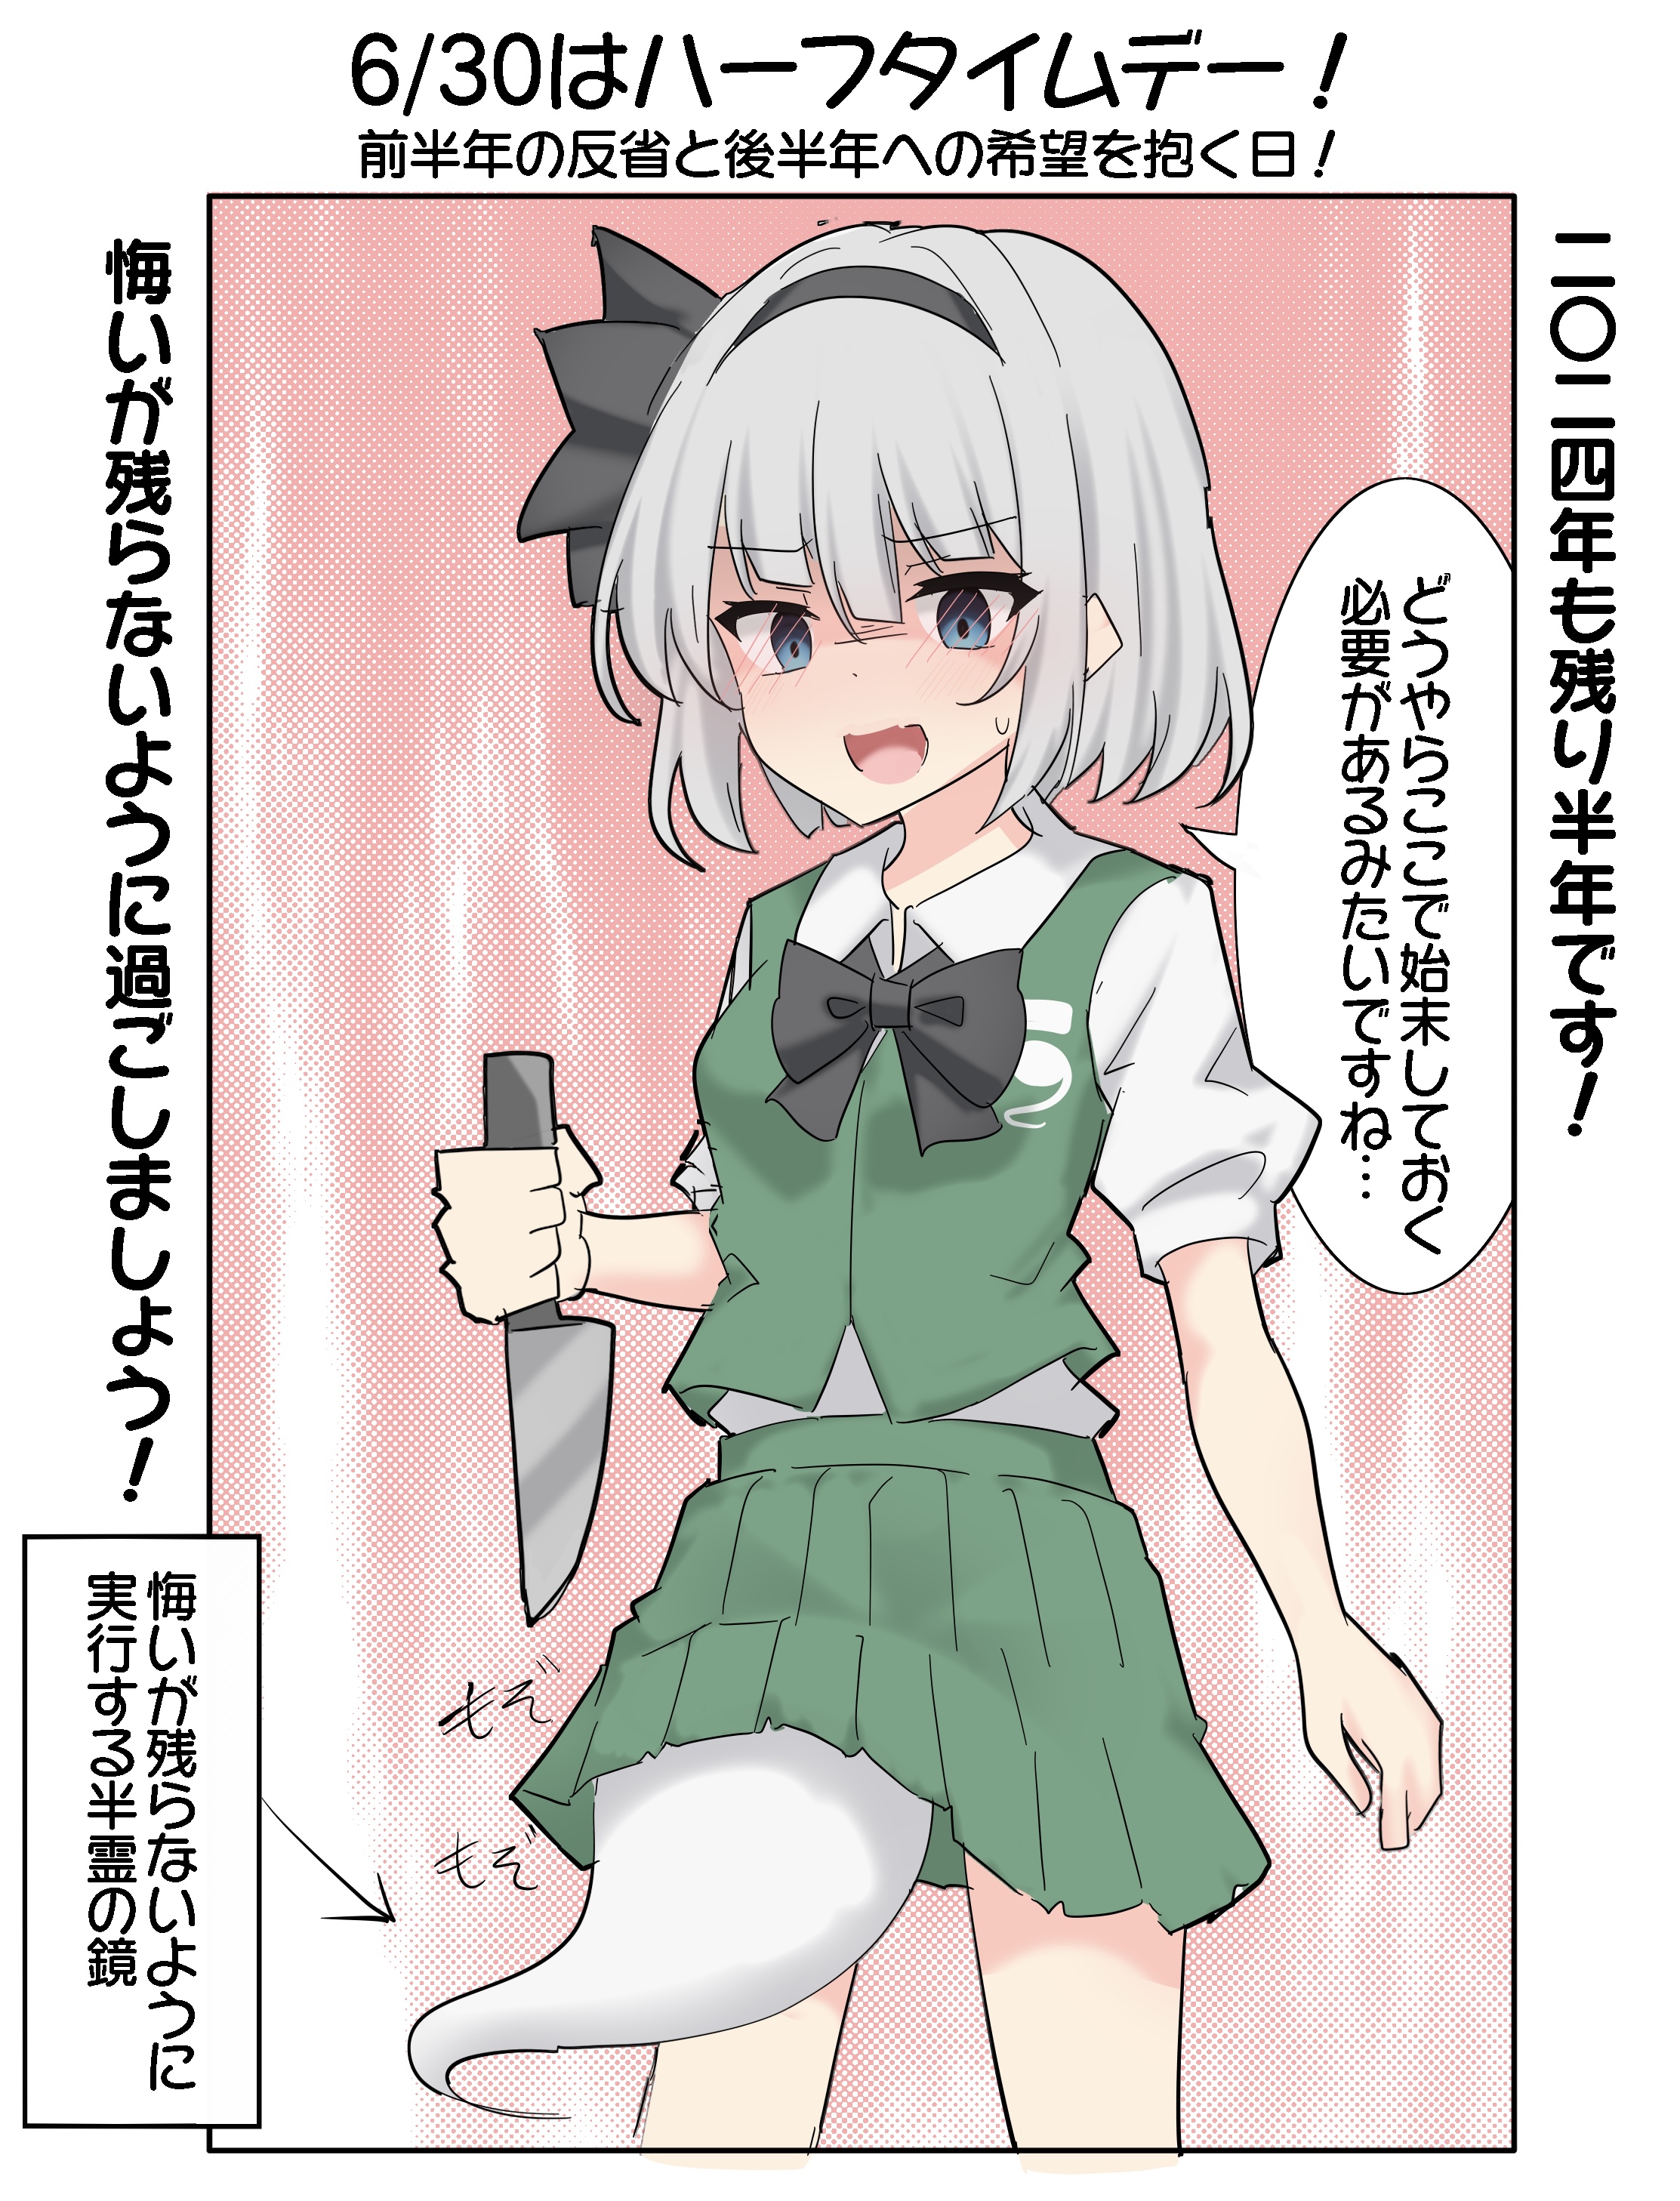 6/30はハーフタイムデー！
前半年の反省と後半年への希望を抱く日！
二〇二四年も残り半年です！
どうやらここで始末しておく
必要があるみたいですね…
悔いが残らないように過ごしましょう！
もぞ
もぞ
悔いが残らないように
実行する半霊の鏡